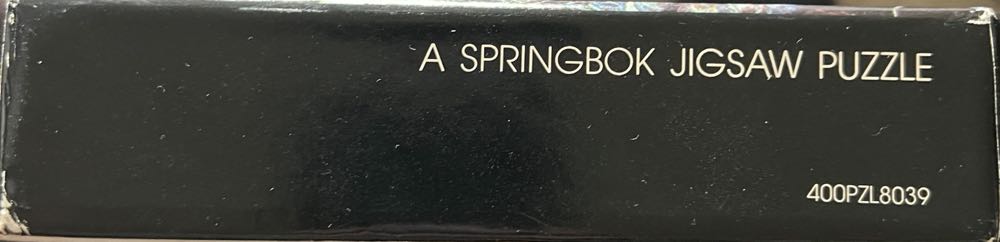 A SPRINGBOK JIGSAW PUZZLE
400PZL8039